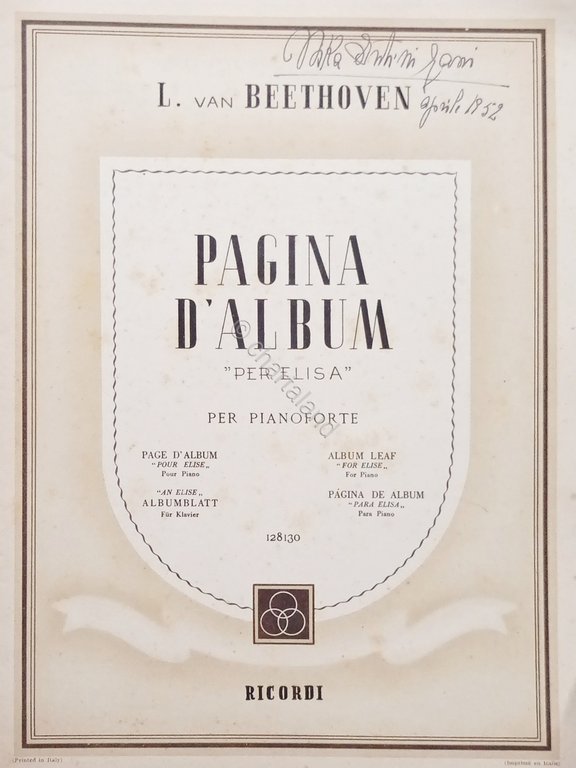 L. VAN BEETHOVEN
aprile 1952
PAGINA
D'ALBUM
"PER ELISA"
PER PIANOFORTE
PAGE D'ALBUM
"POUR ELISE„
Pour Piano
"AN ELISE„
ALBUMBLATT
Für Klavier
ALBUM LEAF
"FOR ELISE„
For Piano
PÁGINA DE ALBUM
"PARA ELISA„
Para Piano
128130
RICORDI
(Printed in Italy)
(Imprimé en Italie)
© chartaland